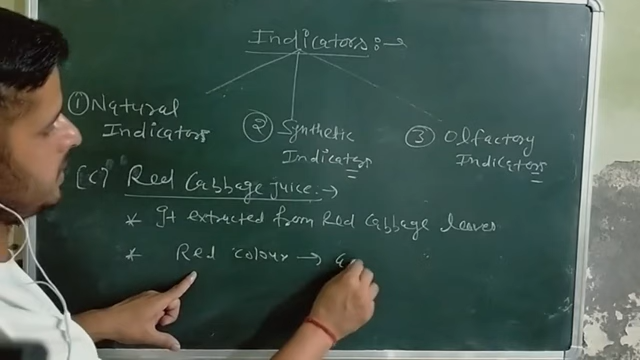 Indicators:→
① Natural Indicators
② Synthetic Indicators
③ Olfactory Indicators
[C] Red Cabbage juice.→
* It extracted from Red Cabbage leaves
* Red colour → a